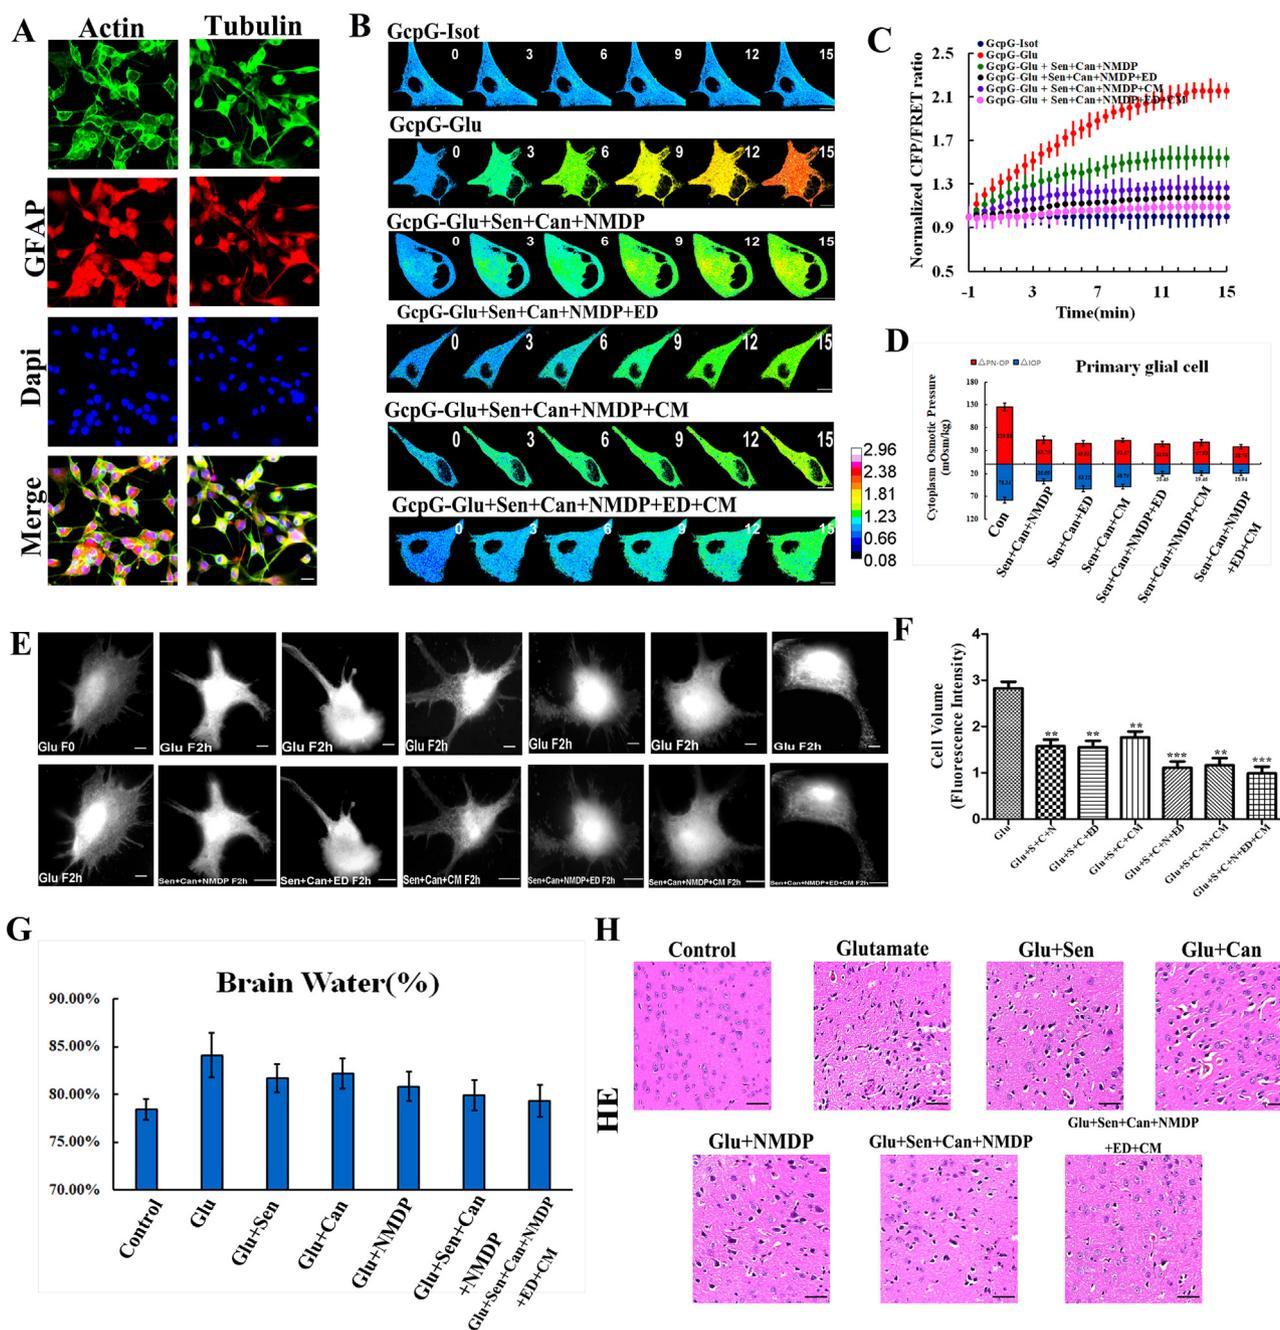 A
Actin
Tubulin
GFAP
Dapi
Merge
B
GcpG-Isot
0 3 6 9 12 15
GcpG-Glu
0 3 6 9 12 15
GcpG-Glu+Sen+Can+NMDP
0 3 6 9 12 15
GcpG-Glu+Sen+Can+NMDP+ED
0 3 6 9 12 15
GcpG-Glu+Sen+Can+NMDP+CM
0 3 6 9 12 15
GcpG-Glu+Sen+Can+NMDP+ED+CM
0 3 6 9 12 15
2.96
2.38
1.81
1.23
0.66
0.08
C
GcpG-Isot
GcpG-Glu
GcpG-Glu + Sen+Can+NMDP
GcpG-Glu +Sen+Can+NMDP+ED
GcpG-Glu + Sen+Can+NMDP+CM
GcpG-Glu + Sen+Can+NMDP+ED+CM
Normalized CFP/FRET ratio
2.5
2.1
1.7
1.3
0.9
0.5
-1 3 7 11 15
Time(min)
D
△PN-OP △IOP
Primary glial cell
Cytoplasm Osmotic Pressure
(mOsm/kg)
180
150
80
30
20
70
120
Con
Sen+Can+NMDP
Sen+Can+ED
Sen+Can+CM
Sen+Can+NMDP+ED
Sen+Can+NMDP+CM
Sen+Can+NMDP
+ED+CM
E
Glu F0
Glu F2h
Glu F2h
Glu F2h
Glu F2h
Glu F2h
Glu F2h
Glu F2h
Sen+Can+NMDP F2h
Sen+Can+ED F2h
Sen+Can+CM F2h
Sen+Can+NMDP+ED F2h
Sen+Can+NMDP+CM F2h
Sen+Can+NMDP+ED+CM F2h
F
Cell Volume
(Fluorescence Intensity)
4
3
2
1
0
** ** ** *** ** ***
Glu
Glu+S+C+N
Glu+S+C+ED
Glu+S+C+CM
Glu+S+C+N+ED
Glu+S+C+N+CM
Glu+S+C+N+ED+CM
G
Brain Water(%)
90.00%
85.00%
80.00%
75.00%
70.00%
Control
Glu
Glu+Sen
Glu+Can
Glu+NMDP
Glu+Sen+Can
+NMDP
Glu+Sen+Can+NMDP
+ED+CM
H
HE
Control
Glutamate
Glu+Sen
Glu+Can
Glu+NMDP
Glu+Sen+Can+NMDP
Glu+Sen+Can+NMDP
+ED+CM